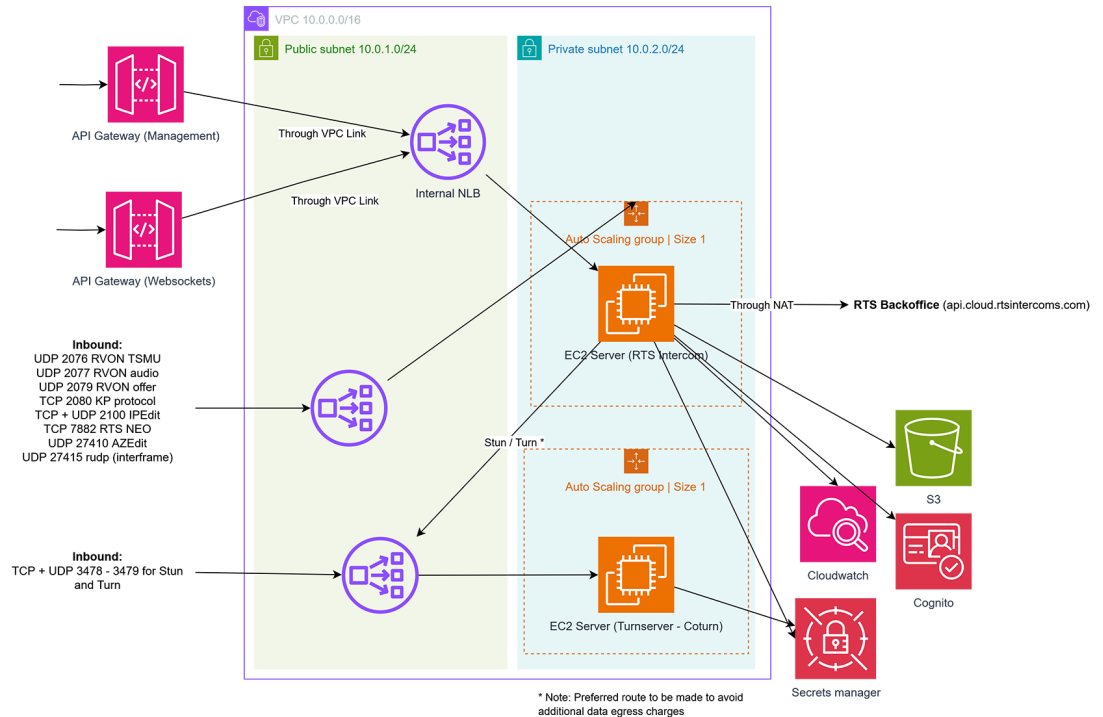 VPC 10.0.0.0/16
Public subnet 10.0.1.0/24
Private subnet 10.0.2.0/24
API Gateway (Management)
Through VPC Link
Internal NLB
Through VPC Link
API Gateway (Websockets)
Auto Scaling group | Size 1
Through NAT
RTS Backoffice (api.cloud.rtsintercoms.com)
EC2 Server (RTS Intercom)
Inbound:
UDP 2076 RVON TSMU
UDP 2077 RVON audio
UDP 2079 RVON offer
TCP 2080 KP protocol
TCP + UDP 2100 IPEdit
TCP 7882 RTS NEO
UDP 27410 AZEdit
UDP 27415 rudp (interframe)
Stun / Turn *
Auto Scaling group | Size 1
S3
Inbound:
TCP + UDP 3478 - 3479 for Stun
and Turn
Cloudwatch
Cognito
EC2 Server (Turnserver - Coturn)
Secrets manager
* Note: Preferred route to be made to avoid
additional data egress charges